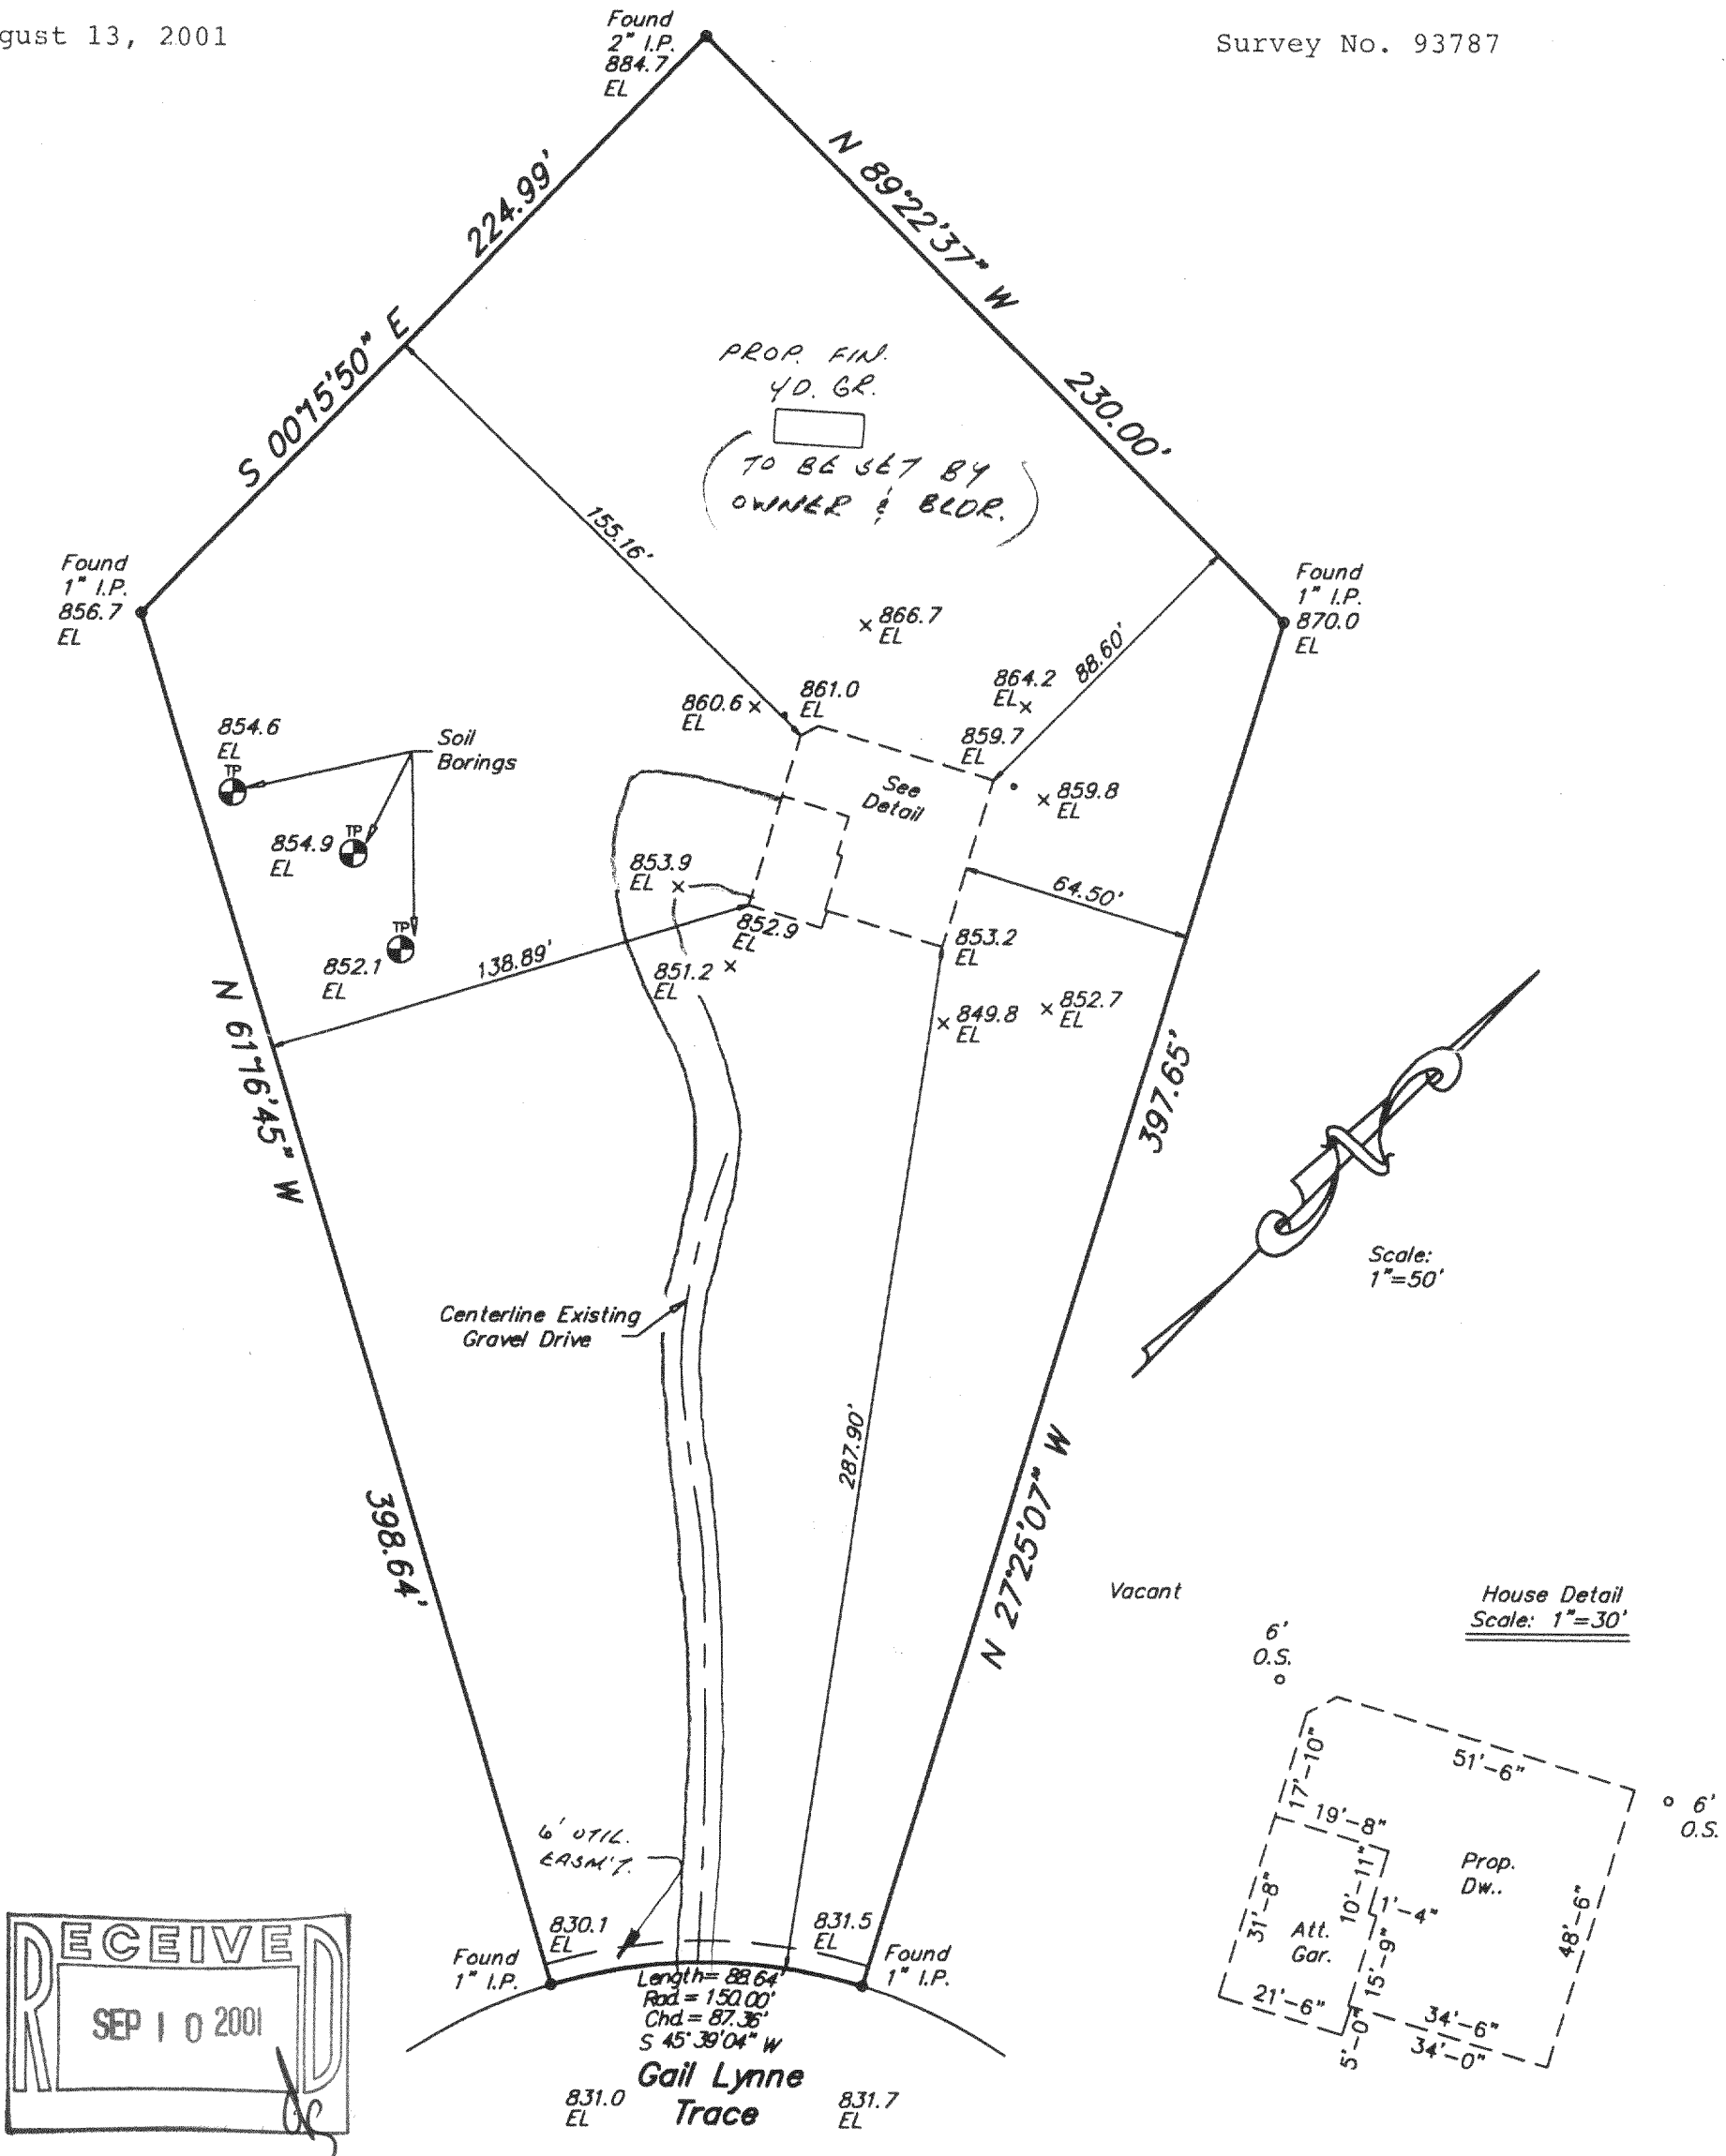 gust 13, 2001
Survey No. 93787
Found
2" I.P.
884.7
EL
224.99'
S 00°15'50" E
N 89°22'37" W
230.00'
PROP. FIN.
YD. GR.
(TO BE SET BY
OWNER & BLDR.)
155.16'
Found
1" I.P.
856.7
EL
Found
1" I.P.
870.0
EL
866.7
EL
88.60'
864.2
EL
860.6
EL
861.0
EL
859.7
EL
854.6
EL
TP
Soil
Borings
See
Detail
859.8
EL
854.9
EL
TP
853.9
EL
64.50'
852.9
EL
853.2
EL
852.1
EL
TP
138.89'
851.2
EL
849.8
EL
852.7
EL
N 61°16'45" W
398.64'
397.65'
N 27°25'07" W
287.90'
Scale:
1"=50'
Centerline Existing
Gravel Drive
Vacant
House Detail
Scale: 1"=30'
6'
O.S.
51'-6"
17'-10"
19'-8"
6'
O.S.
10'-11"
1'-4"
Prop.
Dw..
31'-8"
Att.
Gar.
15'-9"
48'-6"
21'-6"
5'-0"
34'-6"
34'-0"
6' UTIL.
EASM'T.
830.1
EL
831.5
EL
Found
1" I.P.
Found
1" I.P.
Length= 88.64'
Rad.= 150.00'
Chd.= 87.36'
S 45°39'04" W
Gail Lynne
Trace
831.0
EL
831.7
EL
RECEIVED
SEP 10 2001